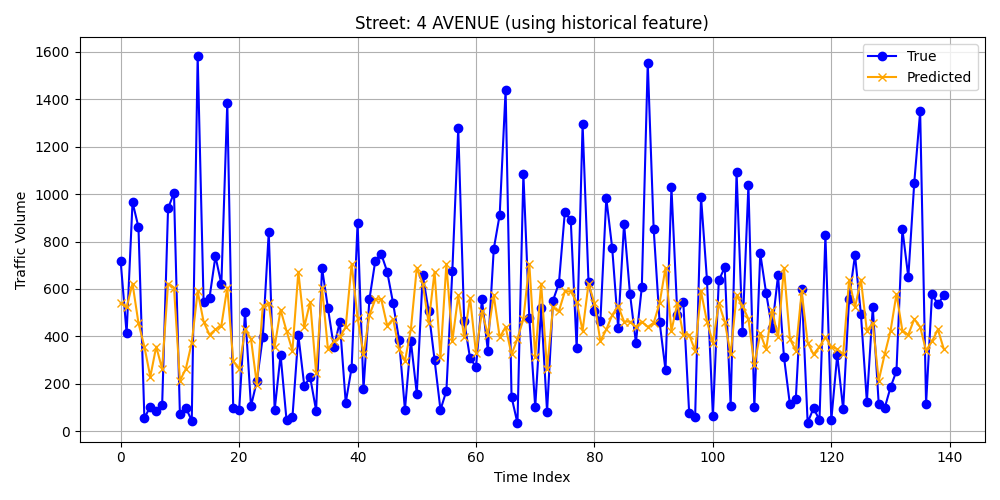 Street: 4 AVENUE (using historical feature)
True
Predicted
Traffic Volume
1600
1400
1200
1000
800
600
400
200
0
0 20 40 60 80 100 120 140
Time Index